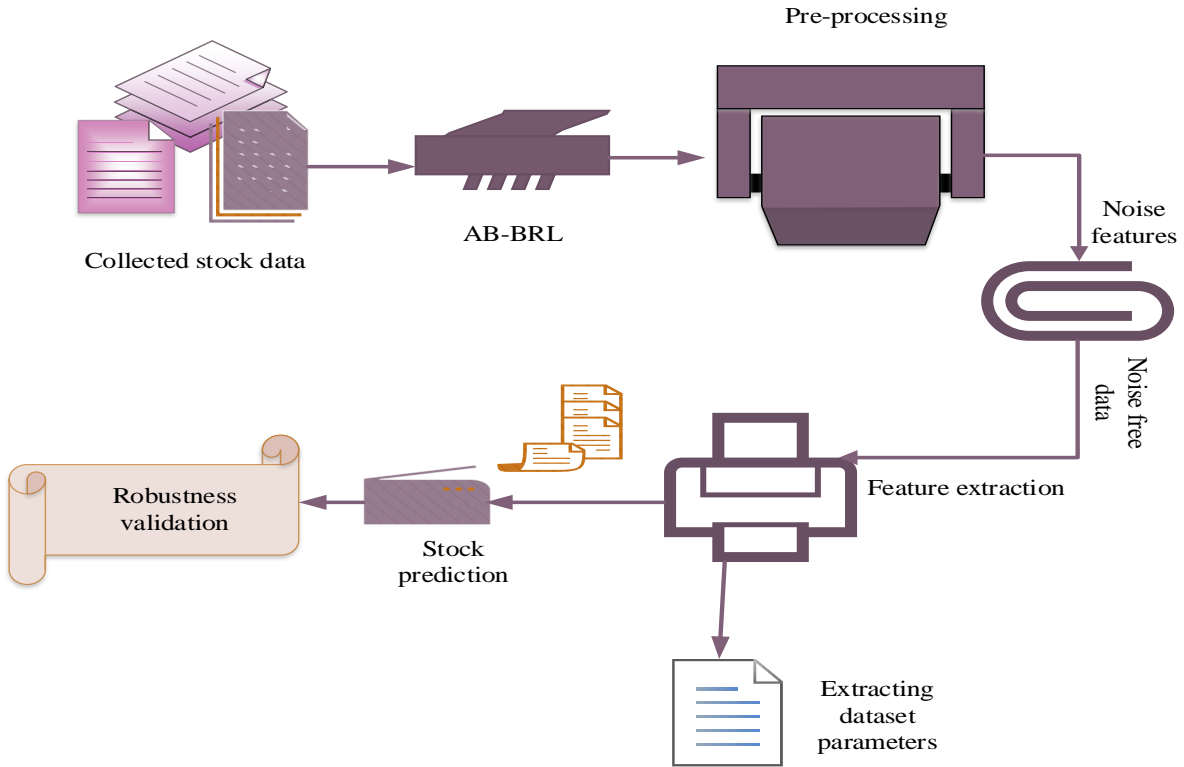 Pre-processing
Collected stock data
AB-BRL
Noise
features
Noise free
data
Feature extraction
Stock
prediction
Robustness
validation
Extracting
dataset
parameters